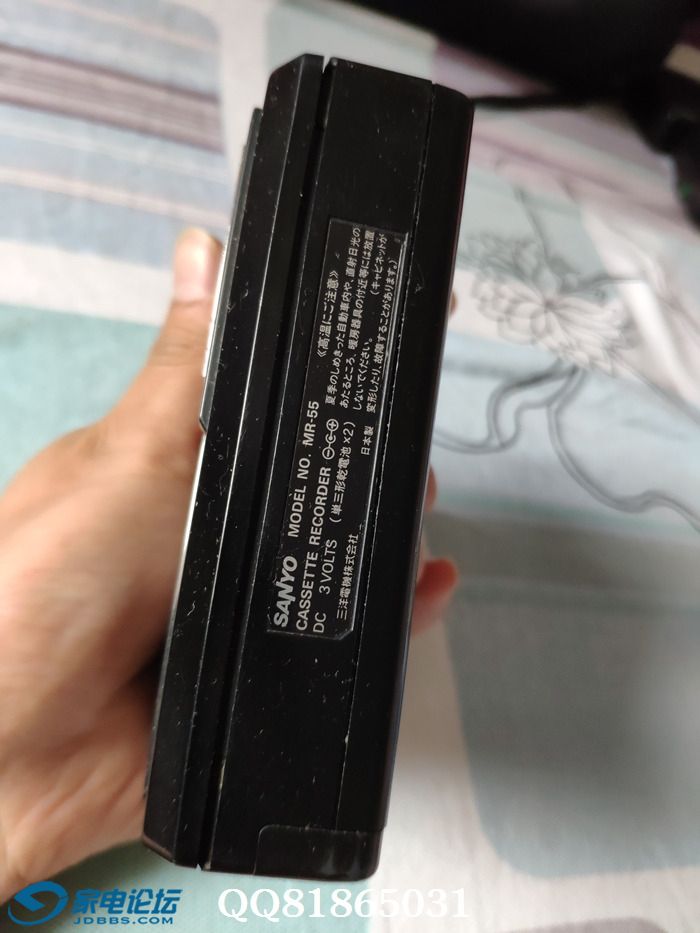 SANYO MODEL NO. MR-55
CASSETTE RECORDER
DC 3 VOLTS (単三形乾電池×2)
三洋電機株式会社
日本製
《高温にご注意》
夏季のしめきった自動車内や、直射日光の
あたるところ、暖房器具の付近等には放置
しないでください。
(キャビネットが
変形したり、故障することがあります。)
家电论坛
JDBBS.COM
QQ81865031